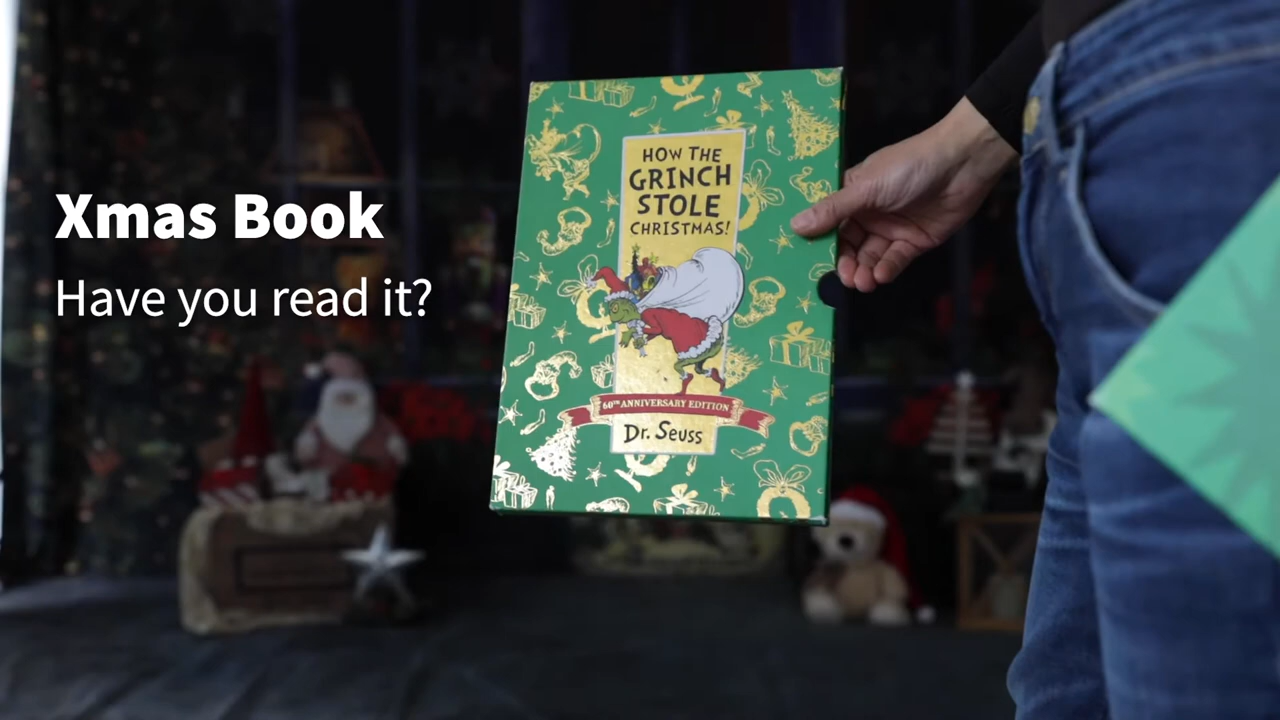 Xmas Book
Have you read it?
HOW THE
GRINCH
STOLE
CHRISTMAS!
60TH ANNIVERSARY EDITION
Dr. Seuss